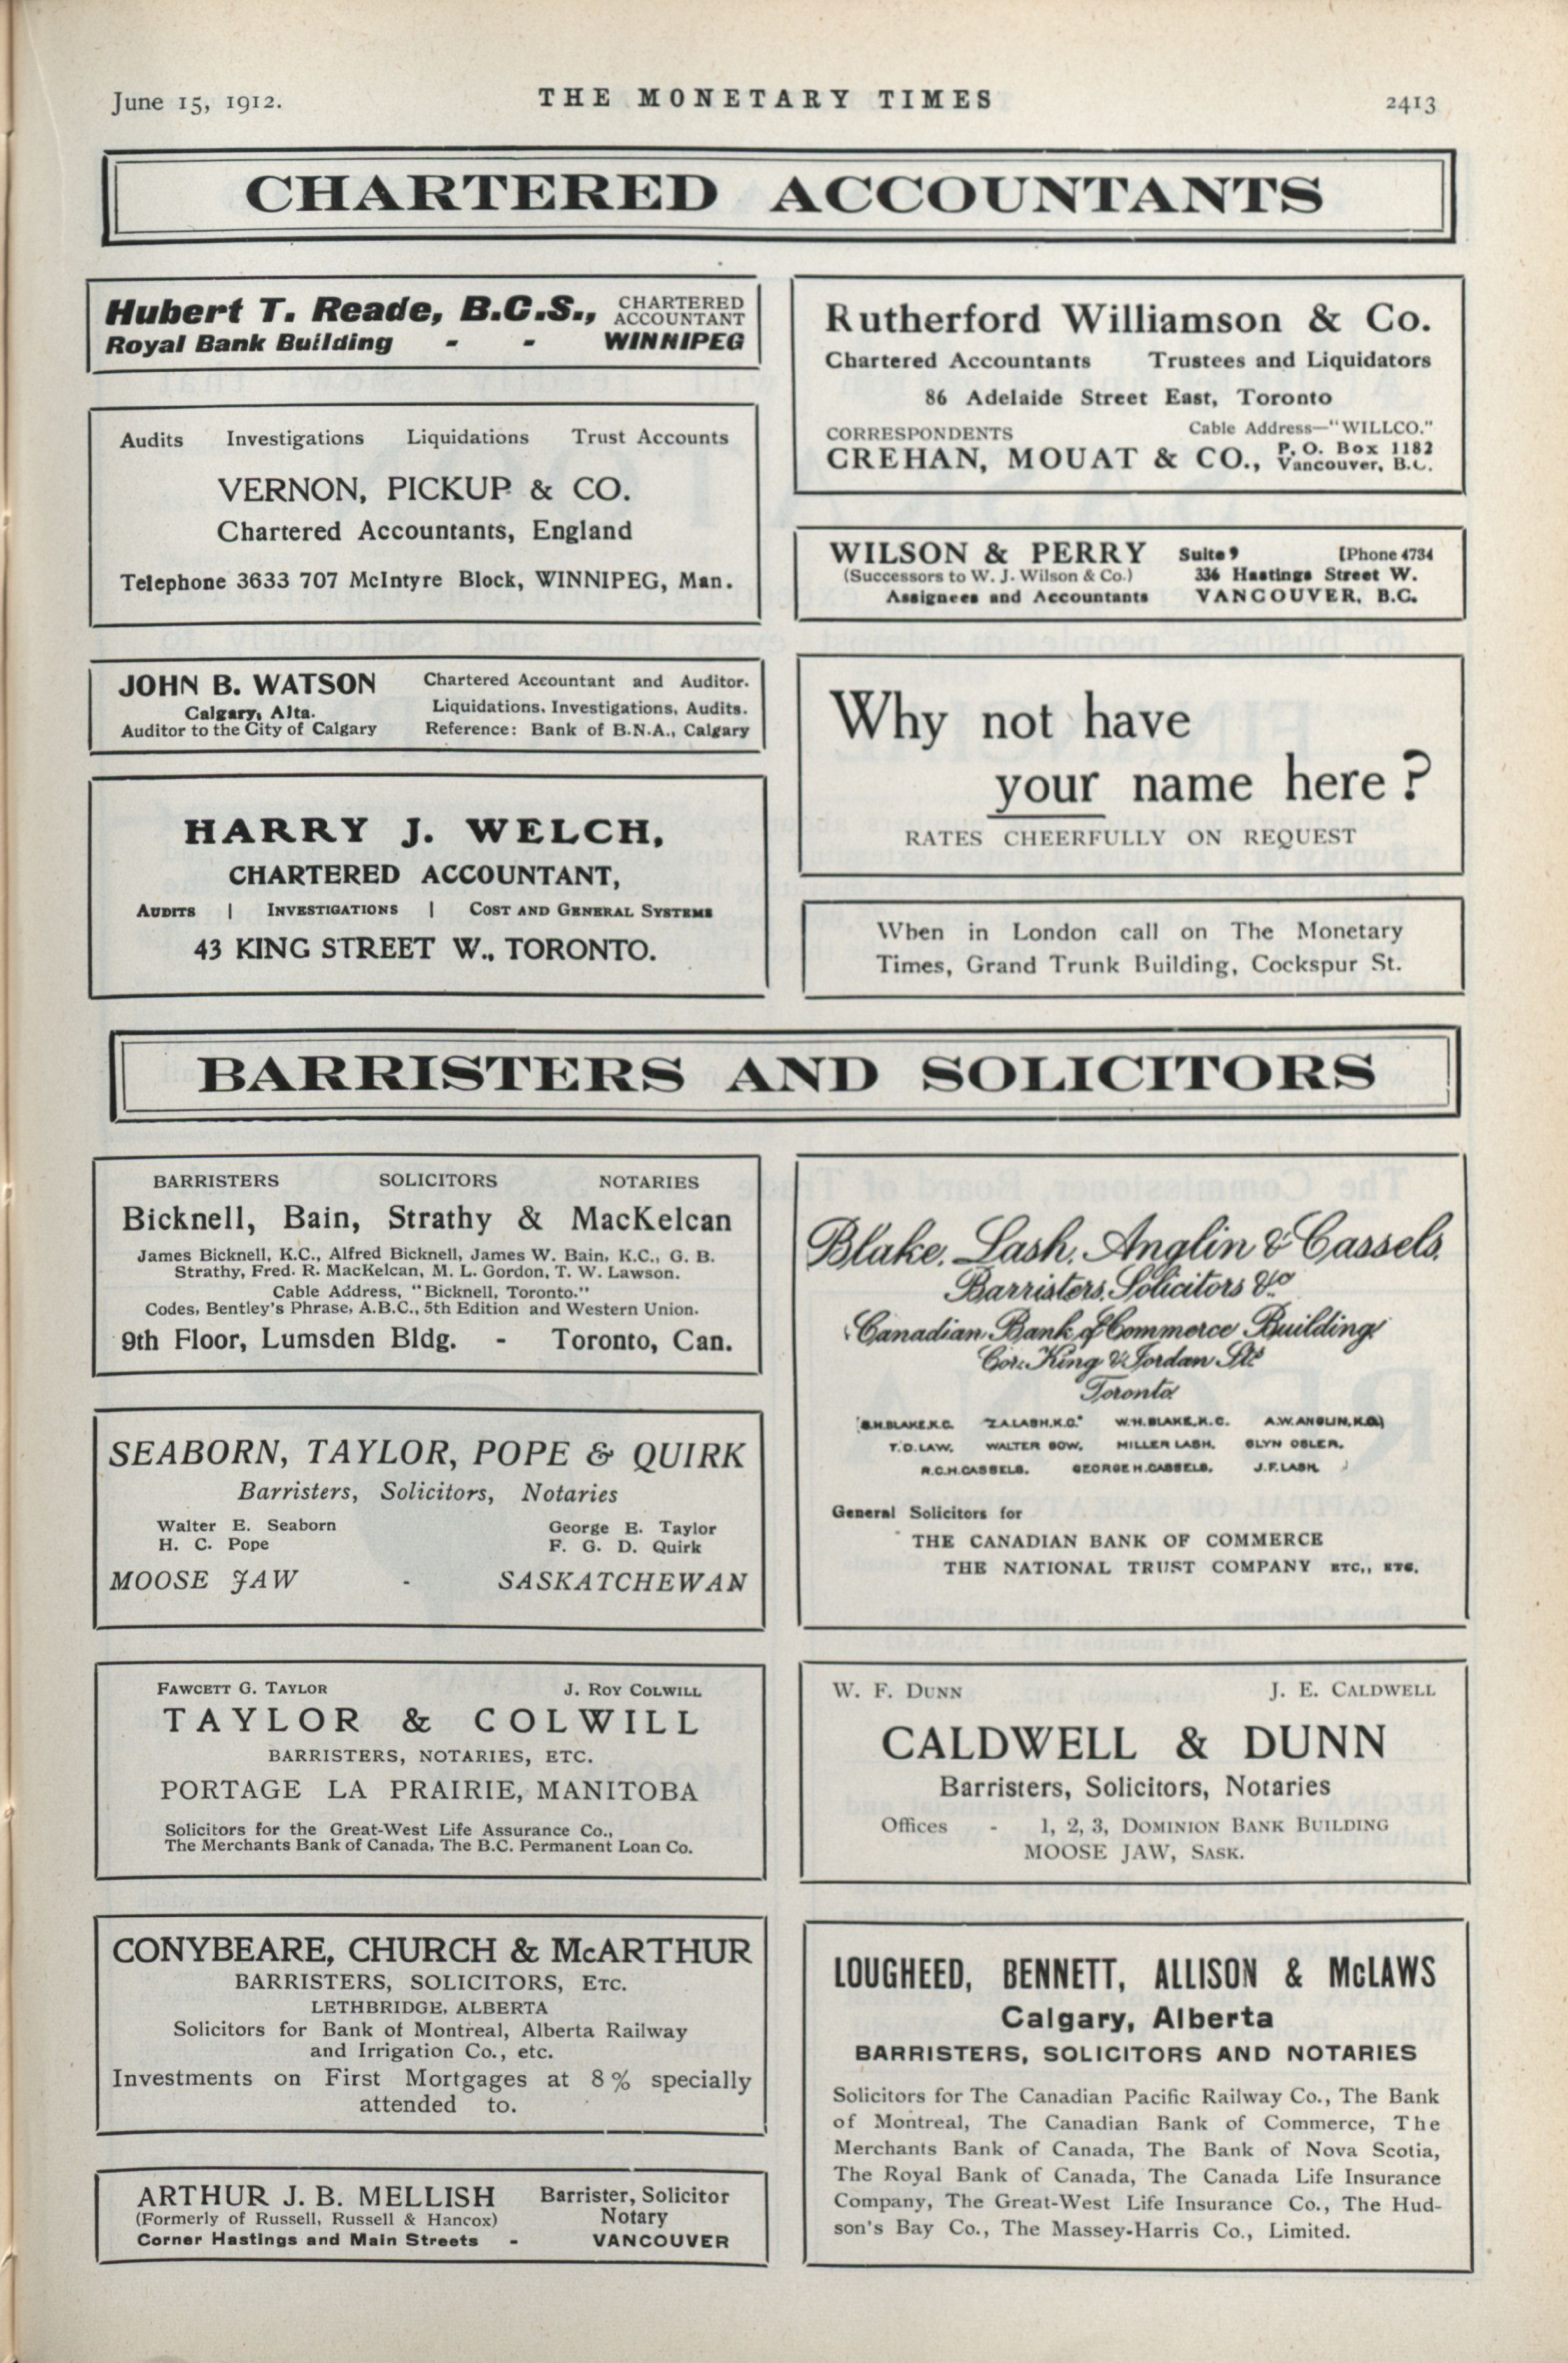 June 15, 1912.
THE MONETARY TIMES
2413
CHARTERED ACCOUNTANTS
Hubert T. Reade, B.C.S., CHARTERED ACCOUNTANT
Royal Bank Building - - WINNIPEG
Audits Investigations Liquidations Trust Accounts
VERNON, PICKUP & CO.
Chartered Accountants, England
Telephone 3633 707 McIntyre Block, WINNIPEG, Man.
JOHN B. WATSON
Calgary, Alta.
Auditor to the City of Calgary
Chartered Accountant and Auditor.
Liquidations, Investigations, Audits.
Reference: Bank of B.N.A., Calgary
HARRY J. WELCH,
CHARTERED ACCOUNTANT,
AUDITS | INVESTIGATIONS | COST AND GENERAL SYSTEMS
43 KING STREET W., TORONTO.
Rutherford Williamson & Co.
Chartered Accountants Trustees and Liquidators
86 Adelaide Street East, Toronto
CORRESPONDENTS Cable Address—"WILLCO."
CREHAN, MOUAT & CO., P. O. Box 1182
Vancouver, B.C.
WILSON & PERRY
(Successors to W. J. Wilson & Co.)
Assignees and Accountants
Suite 9 [Phone 4734
336 Hastings Street W.
VANCOUVER, B.C.
Why not have
your name here?
RATES CHEERFULLY ON REQUEST
When in London call on The Monetary
Times, Grand Trunk Building, Cockspur St.
BARRISTERS AND SOLICITORS
BARRISTERS SOLICITORS NOTARIES
Bicknell, Bain, Strathy & MacKelcan
James Bicknell, K.C., Alfred Bicknell, James W. Bain, K.C., G. B.
Strathy, Fred. R. MacKelcan, M. L. Gordon, T. W. Lawson.
Cable Address, "Bicknell, Toronto."
Codes, Bentley's Phrase, A.B.C., 5th Edition and Western Union.
9th Floor, Lumsden Bldg. - Toronto, Can.
SEABORN, TAYLOR, POPE & QUIRK
Barristers, Solicitors, Notaries
Walter E. Seaborn George E. Taylor
H. C. Pope F. G. D. Quirk
MOOSE JAW - SASKATCHEWAN
FAWCETT G. TAYLOR J. ROY COLWILL
TAYLOR & COLWILL
BARRISTERS, NOTARIES, ETC.
PORTAGE LA PRAIRIE, MANITOBA
Solicitors for the Great-West Life Assurance Co.,
The Merchants Bank of Canada, The B.C. Permanent Loan Co.
CONYBEARE, CHURCH & McARTHUR
BARRISTERS, SOLICITORS, ETC.
LETHBRIDGE, ALBERTA
Solicitors for Bank of Montreal, Alberta Railway
and Irrigation Co., etc.
Investments on First Mortgages at 8% specially
attended to.
ARTHUR J. B. MELLISH
(Formerly of Russell, Russell & Hancox)
Barrister, Solicitor
Notary
Corner Hastings and Main Streets - VANCOUVER
Blake, Lash, Anglin & Cassels,
Barristers, Solicitors &c
Canadian Bank of Commerce Building
Cor. King & Jordan Sts
Toronto
S.H. BLAKE, K.C. Z.A. LASH, K.C. W.H. BLAKE, K.C. A.W. ANGLIN, K.C.
T.D. LAW. WALTER GOW. MILLER LASH. GLYN OSLER.
R.C.H. CASSELS. GEORGE H. CASSELS. J.F. LASH
General Solicitors for
THE CANADIAN BANK OF COMMERCE
THE NATIONAL TRUST COMPANY ETC., ETC.
W. F. DUNN J. E. CALDWELL
CALDWELL & DUNN
Barristers, Solicitors, Notaries
Offices - 1, 2, 3, DOMINION BANK BUILDING
MOOSE JAW, SASK.
LOUGHEED, BENNETT, ALLISON & McLAWS
Calgary, Alberta
BARRISTERS, SOLICITORS AND NOTARIES
Solicitors for The Canadian Pacific Railway Co., The Bank
of Montreal, The Canadian Bank of Commerce, The
Merchants Bank of Canada, The Bank of Nova Scotia,
The Royal Bank of Canada, The Canada Life Insurance
Company, The Great-West Life Insurance Co., The Hud-
son's Bay Co., The Massey-Harris Co., Limited.